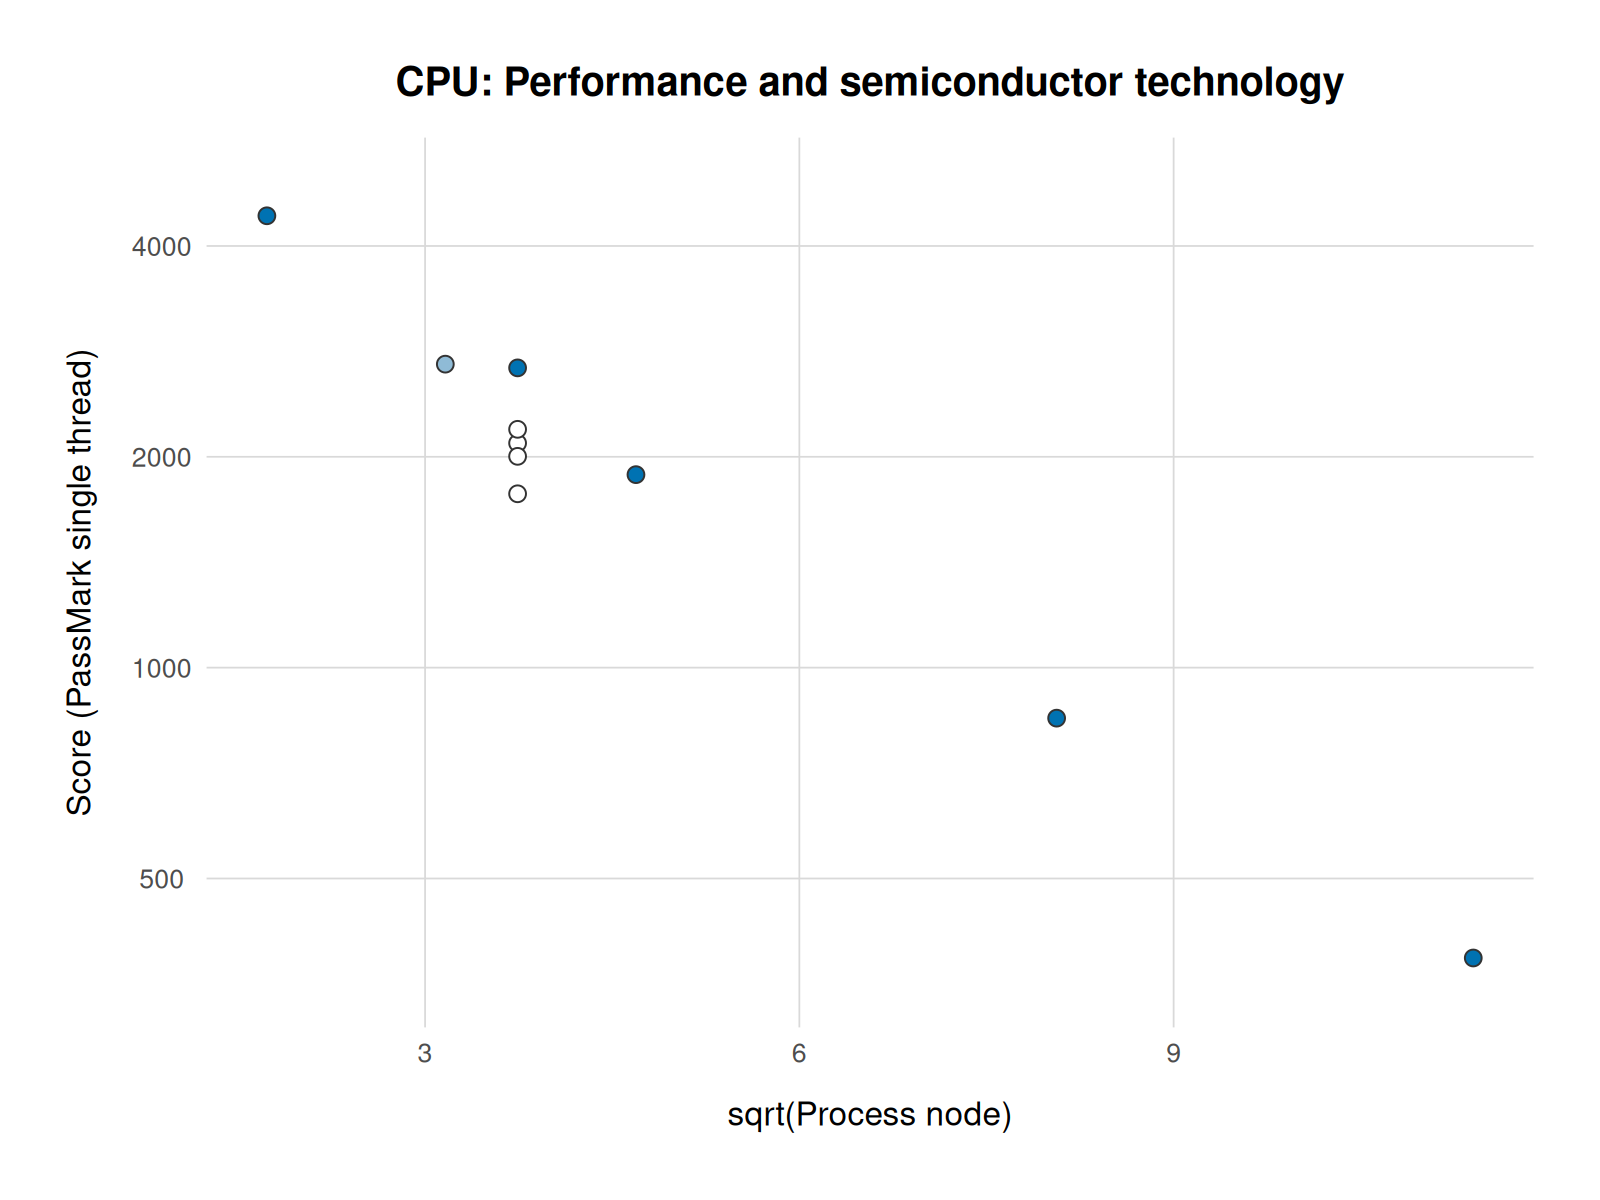 CPU: Performance and semiconductor technology
Score (PassMark single thread)
4000
2000
1000
500
3
6
9
sqrt(Process node)